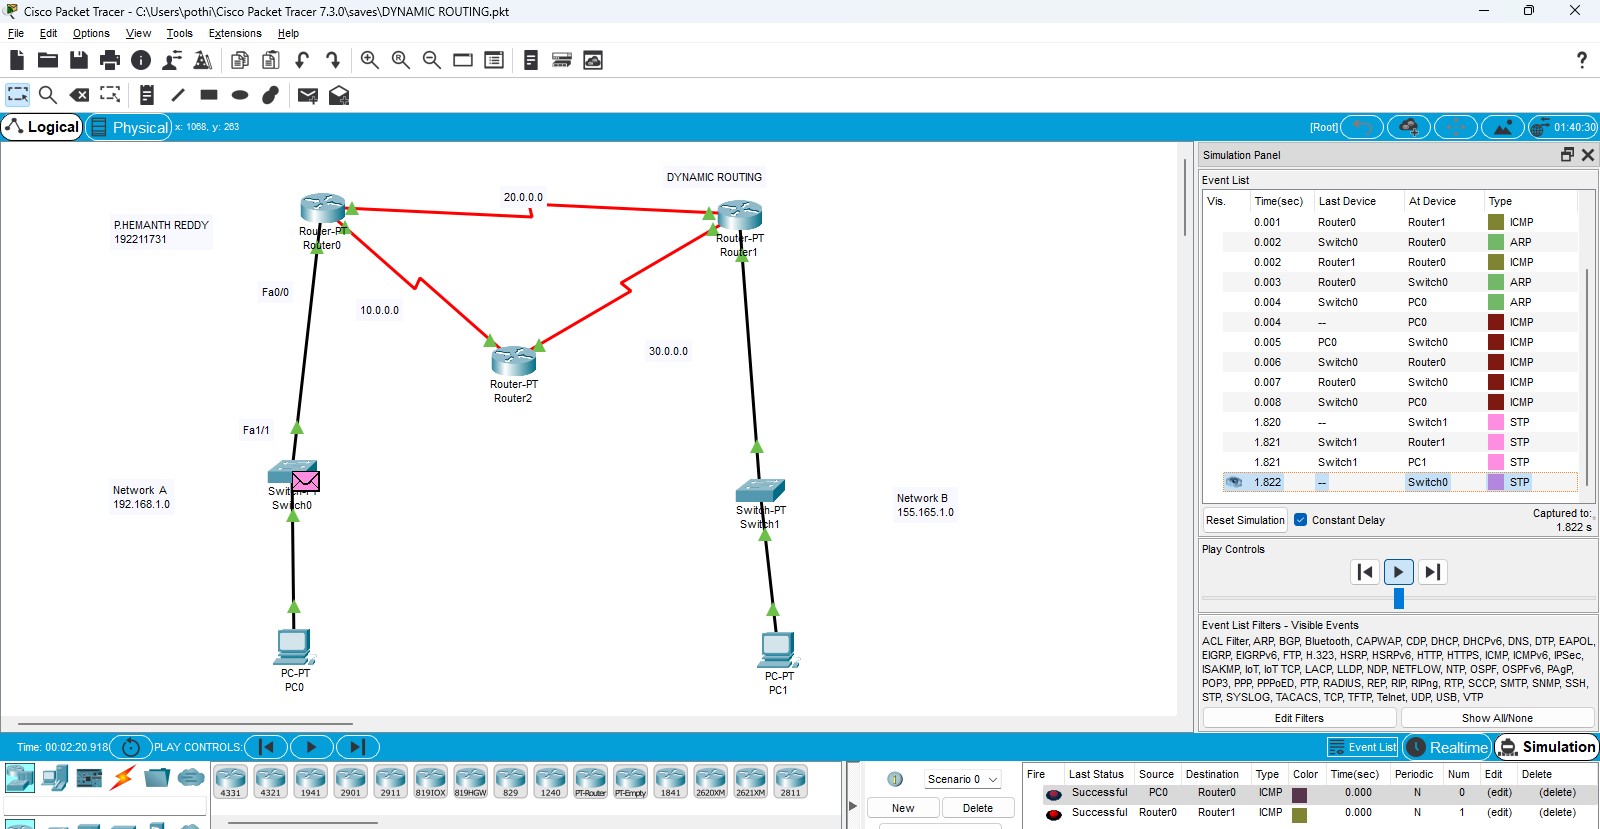 Cisco Packet Tracer - C:\Users\pothi\Cisco Packet Tracer 7.3.0\saves\DYNAMIC ROUTING.pkt
File Edit Options View Tools Extensions Help
?
Logical Physical x: 1068, y: 263 [Root] 01:40:30
DYNAMIC ROUTING
20.0.0.0
P.HEMANTH REDDY
192211731
Router-PT
Router0
Router-PT
Router1
Fa0/0
10.0.0.0
30.0.0.0
Router-PT
Router2
Fa1/1
Network A
192.168.1.0
Switch-PT
Switch0
Switch-PT
Switch1
Network B
155.165.1.0
PC-PT
PC0
PC-PT
PC1
Simulation Panel
Event List
Vis. Time(sec) Last Device At Device Type
0.001 Router0 Router1 ICMP
0.002 Switch0 Router0 ARP
0.002 Router1 Router0 ICMP
0.003 Router0 Switch0 ARP
0.004 Switch0 PC0 ARP
0.004 -- PC0 ICMP
0.005 PC0 Switch0 ICMP
0.006 Switch0 Router0 ICMP
0.007 Router0 Switch0 ICMP
0.008 Switch0 PC0 ICMP
1.820 -- Switch1 STP
1.821 Switch1 Router1 STP
1.821 Switch1 PC1 STP
1.822 -- Switch0 STP
Reset Simulation Constant Delay Captured to:
1.822 s
Play Controls
Event List Filters - Visible Events
ACL Filter, ARP, BGP, Bluetooth, CAPWAP, CDP, DHCP, DHCPv6, DNS, DTP, EAPOL,
EIGRP, EIGRPv6, FTP, H.323, HSRP, HSRPv6, HTTP, HTTPS, ICMP, ICMPv6, IPSec,
ISAKMP, IoT, IoT TCP, LACP, LLDP, NDP, NETFLOW, NTP, OSPF, OSPFv6, PAgP,
POP3, PPP, PPPoED, PTP, RADIUS, REP, RIP, RIPng, RTP, SCCP, SMTP, SNMP, SSH,
STP, SYSLOG, TACACS, TCP, TFTP, Telnet, UDP, USB, VTP
Edit Filters Show All/None
Time: 00:02:20.918 PLAY CONTROLS: Event List Realtime Simulation
4331 4321 1941 2901 2911 819IOX 819HGW 829 1240 PT-Router PT-Empty 1841 2620XM 2621XM 2811
Scenario 0
New Delete
Fire Last Status Source Destination Type Color Time(sec) Periodic Num Edit Delete
Successful PC0 Router0 ICMP 0.000 N 0 (edit) (delete)
Successful Router0 Router1 ICMP 0.000 N 1 (edit) (delete)